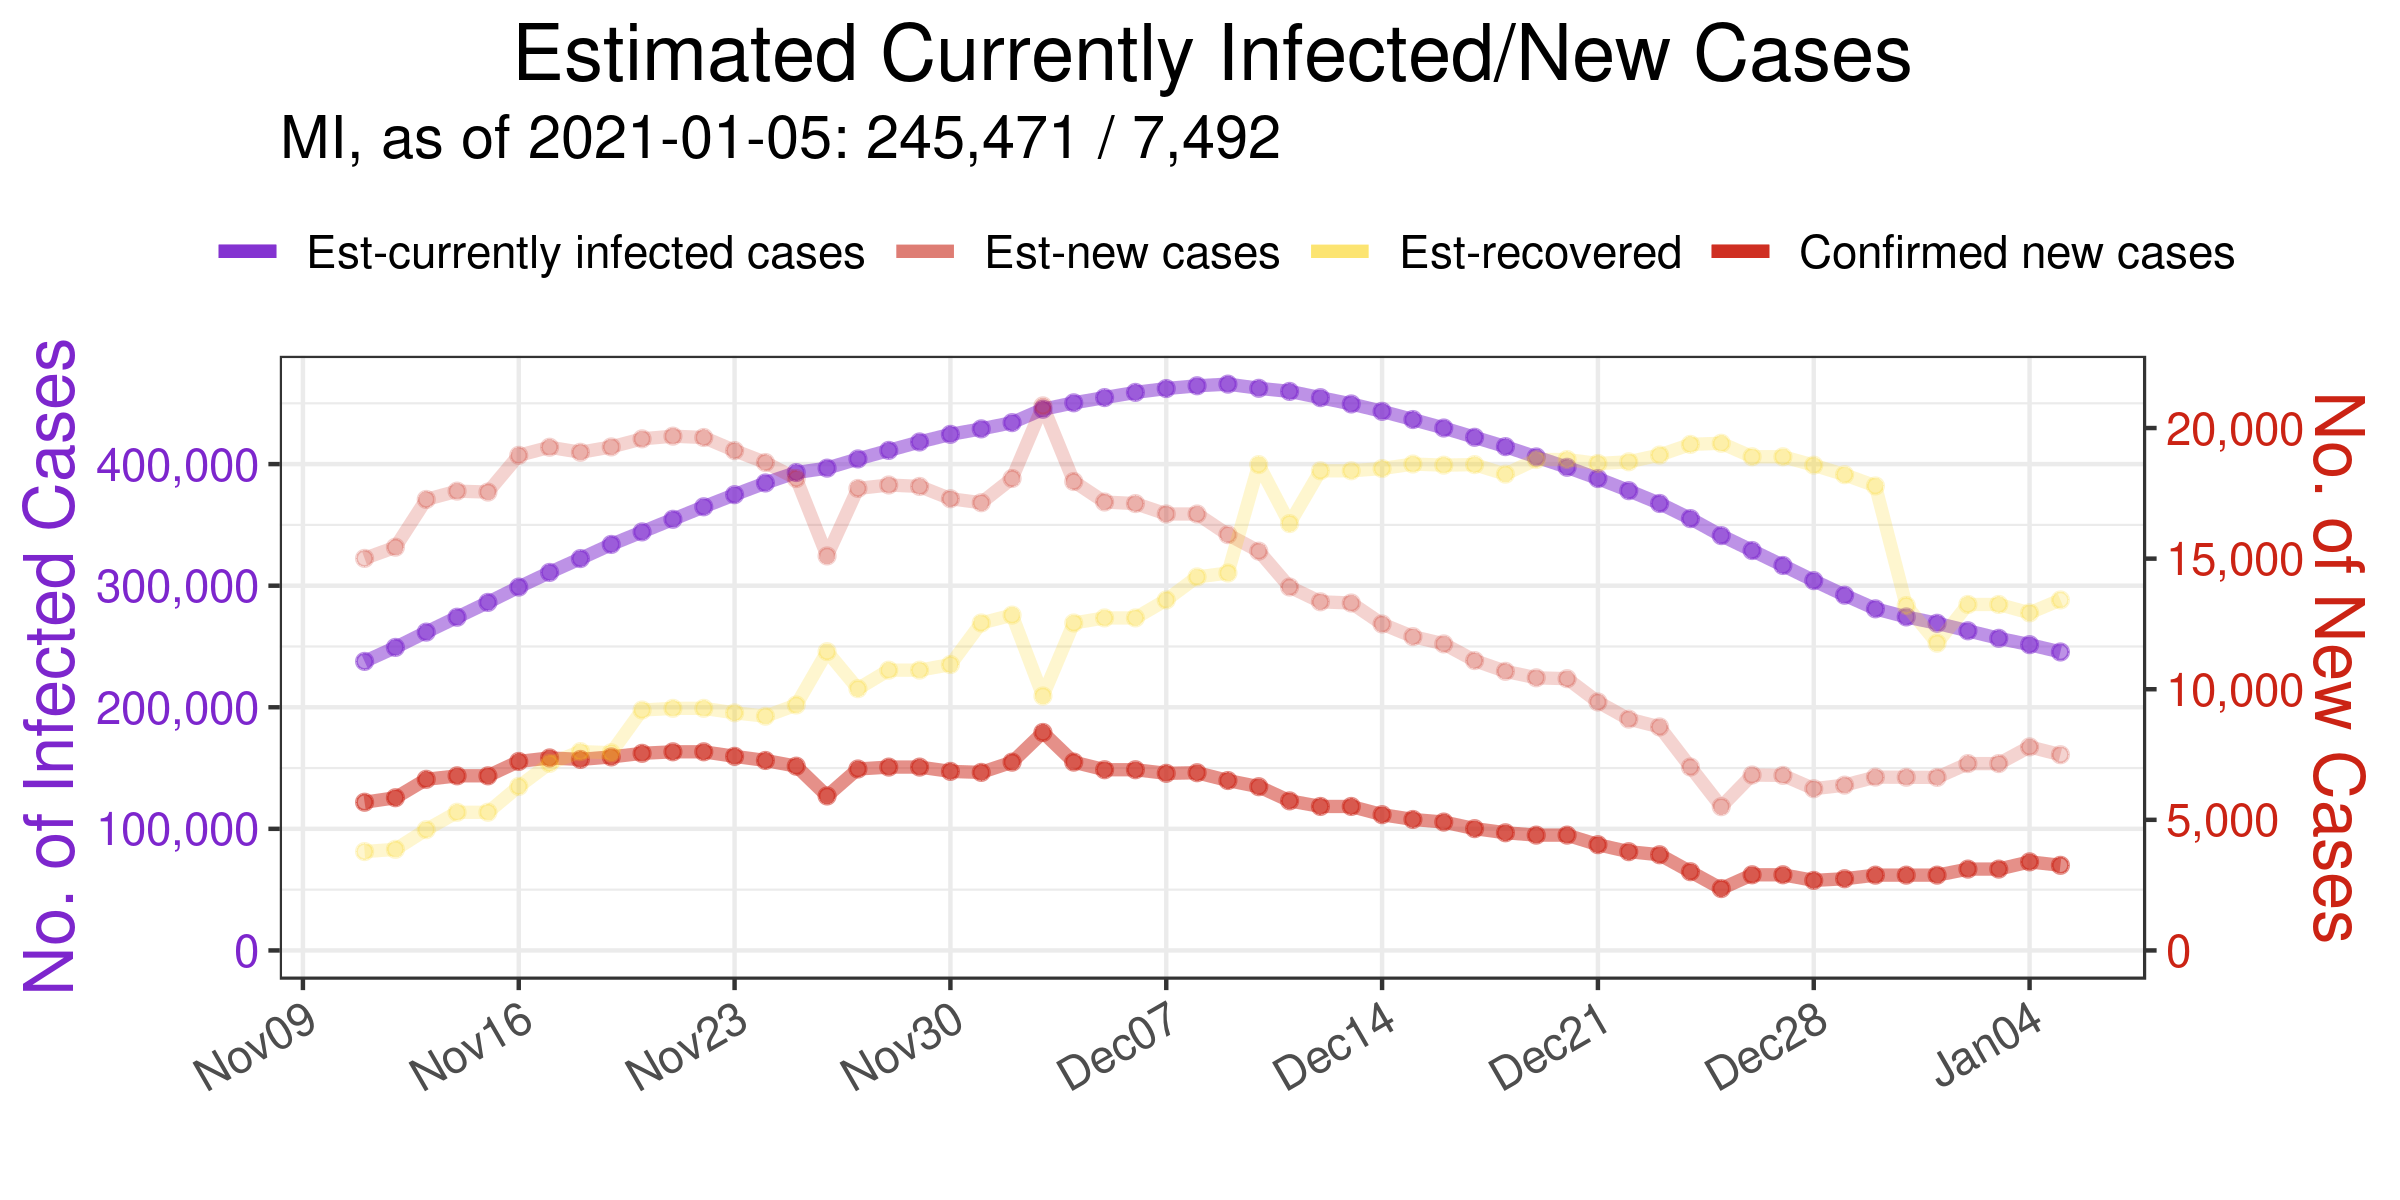 Estimated Currently Infected/New Cases
MI, as of 2021-01-05: 245,471 / 7,492
Est-currently infected cases Est-new cases Est-recovered Confirmed new cases
No. of Infected Cases
400,000
300,000
200,000
100,000
0
20,000
15,000
10,000
5,000
0
No. of New Cases
Nov09 Nov16 Nov23 Nov30 Dec07 Dec14 Dec21 Dec28 Jan04